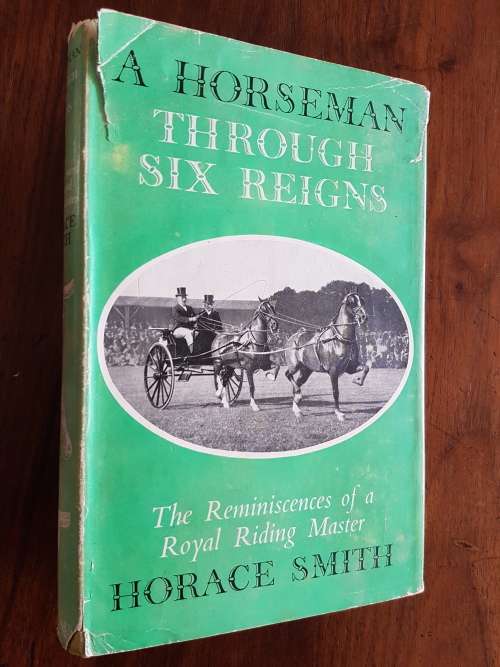 A HORSEMAN
THROUGH
SIX REIGNS
The Reminiscences of a
Royal Riding Master
HORACE SMITH